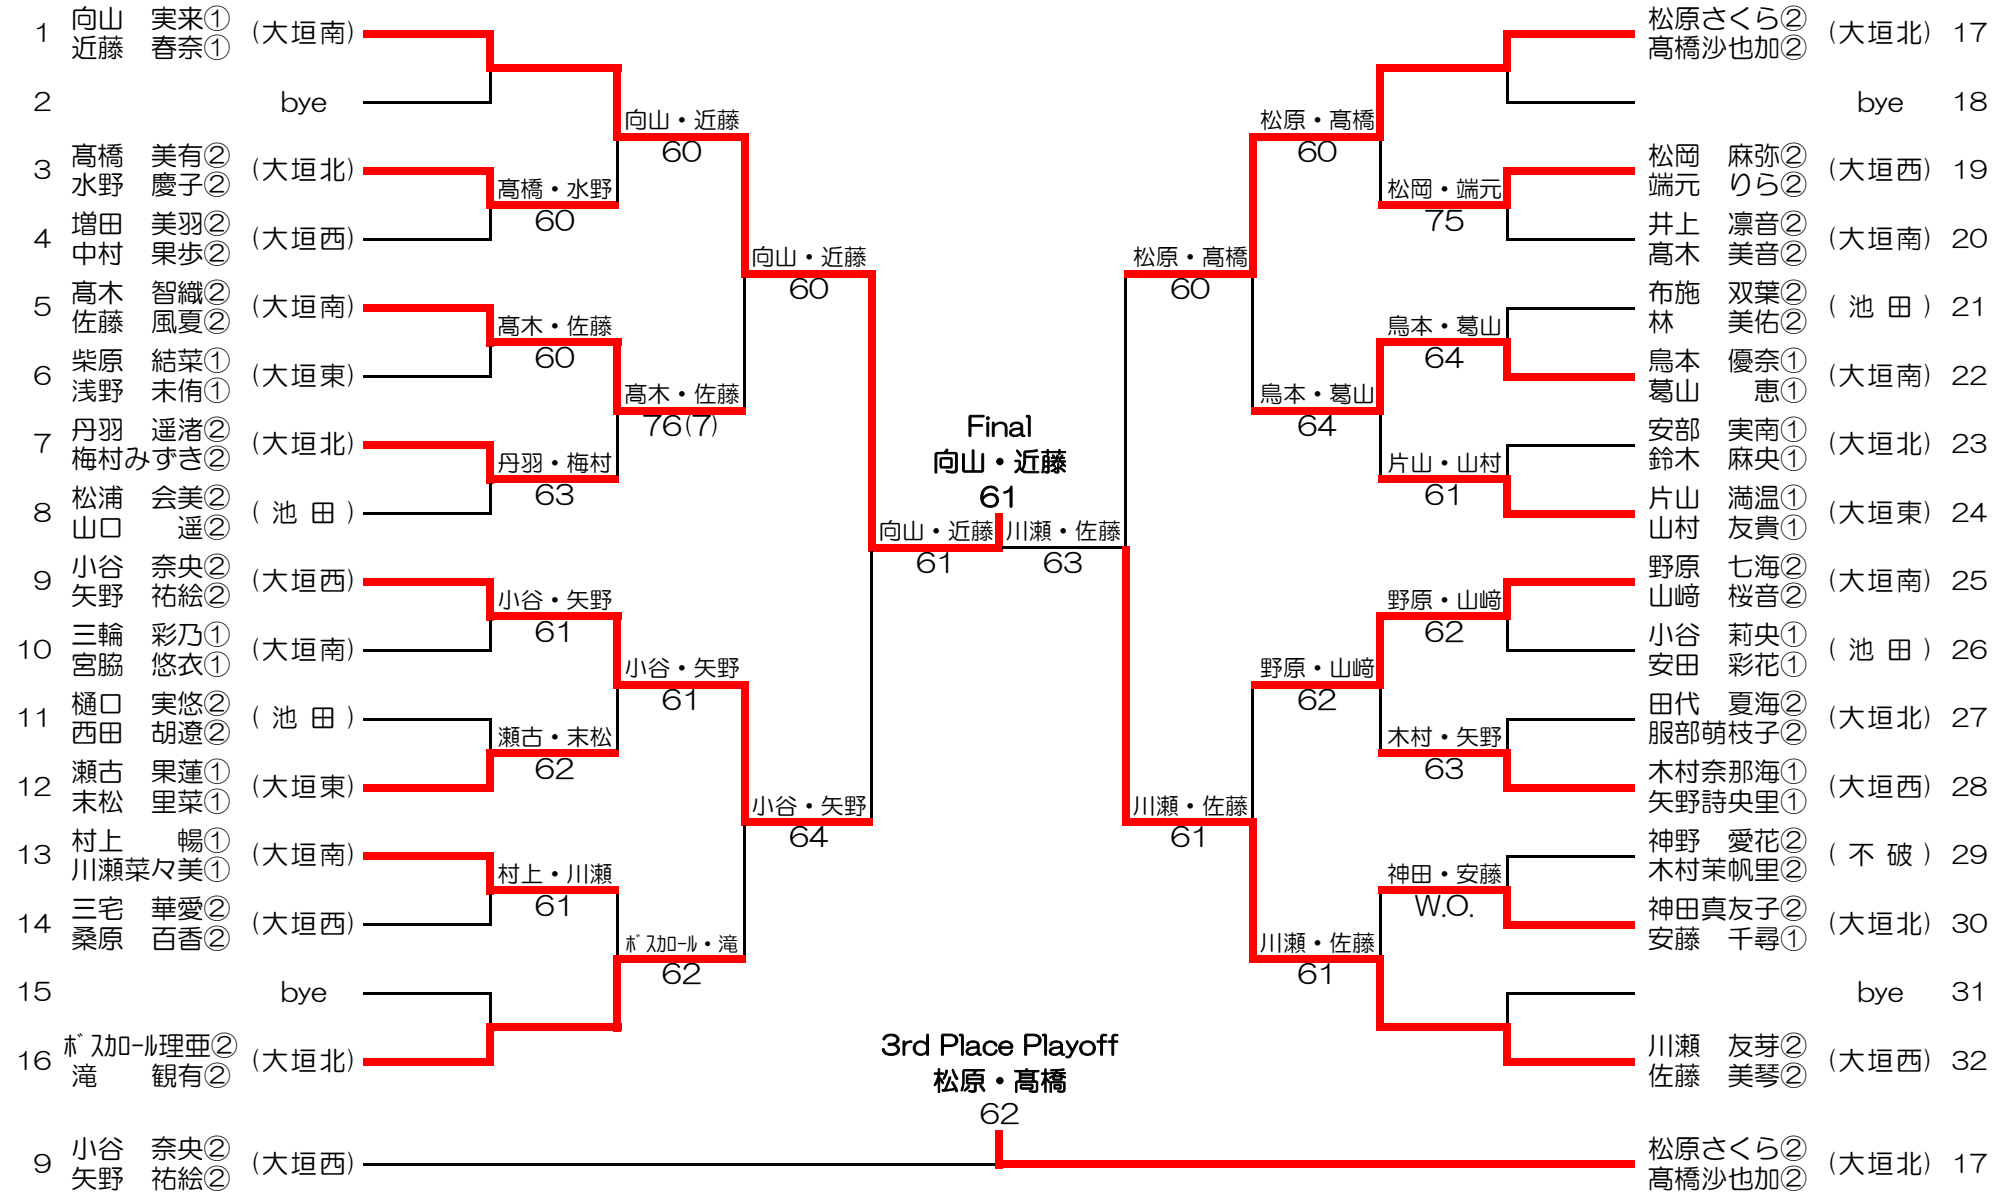 1 向山　実来① (大垣南)
近藤　春奈①
2 bye
3 髙橋　美有② (大垣北)
水野　慶子②
4 増田　美羽② (大垣西)
中村　果歩②
5 髙木　智織② (大垣南)
佐藤　風夏②
6 柴原　結菜① (大垣東)
浅野　未侑①
7 丹羽　遥渚② (大垣北)
梅村みずき②
8 松浦　会美② (池田)
山口　遥②
9 小谷　奈央② (大垣西)
矢野　祐絵②
10 三輪　彩乃① (大垣南)
宮脇　悠衣①
11 樋口　実悠② (池田)
西田　胡遼②
12 瀬古　果蓮① (大垣東)
末松　里菜①
13 村上　暢① (大垣南)
川瀬菜々美①
14 三宅　華愛② (大垣西)
桑原　百香②
15 bye
16 ﾎﾞｽｶﾛｰﾙ理亜② (大垣北)
滝　観有②
髙橋・水野
60
髙木・佐藤
60
丹羽・梅村
63
小谷・矢野
61
瀬古・末松
62
村上・川瀬
61
向山・近藤
60
髙木・佐藤
76(7)
小谷・矢野
61
ﾎﾞｽｶﾛｰﾙ・滝
62
向山・近藤
60
小谷・矢野
64
向山・近藤
61
Final
向山・近藤
61
川瀬・佐藤
63
松原・髙橋
60
川瀬・佐藤
61
松原・髙橋
60
鳥本・葛山
64
野原・山﨑
62
川瀬・佐藤
61
松岡・端元
75
鳥本・葛山
64
片山・山村
61
野原・山﨑
62
木村・矢野
63
神田・安藤
W.O.
松原さくら② (大垣北) 17
髙橋沙也加②
bye 18
松岡　麻弥② (大垣西) 19
端元　りら②
井上　凛音② (大垣南) 20
髙木　美音②
布施　双葉② (池田) 21
林　美佑②
鳥本　優奈① (大垣南) 22
葛山　恵①
安部　実南① (大垣北) 23
鈴木　麻央①
片山　満温① (大垣東) 24
山村　友貴①
野原　七海② (大垣南) 25
山﨑　桜音②
小谷　莉央① (池田) 26
安田　彩花①
田代　夏海② (大垣北) 27
服部萌枝子②
木村奈那海① (大垣西) 28
矢野詩央里①
神野　愛花② (不破) 29
木村茉帆里②
神田真友子② (大垣北) 30
安藤　千尋①
bye 31
川瀬　友芽② (大垣西) 32
佐藤　美琴②
3rd Place Playoff
松原・髙橋
62
9 小谷　奈央② (大垣西)
矢野　祐絵②
松原さくら② (大垣北) 17
髙橋沙也加②